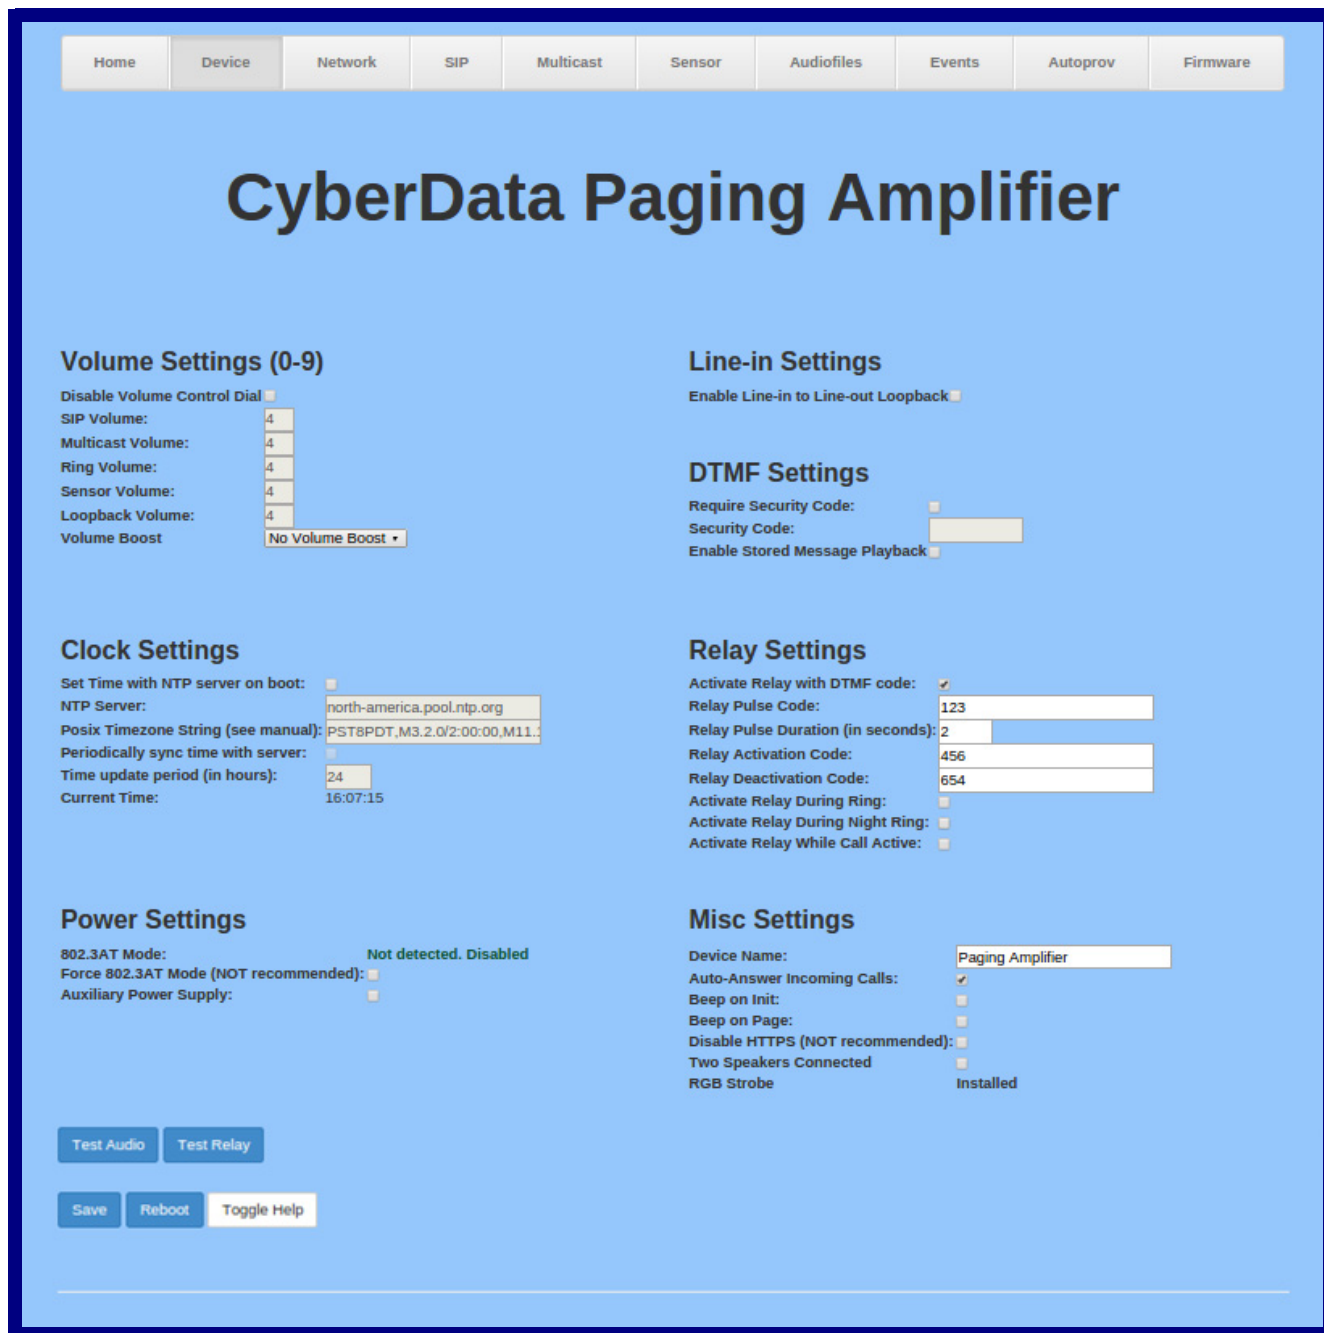 Home Device Network SIP Multicast Sensor Audiofiles Events Autoprov Firmware
CyberData Paging Amplifier
Volume Settings (0-9)
Disable Volume Control Dial
SIP Volume: 4
Multicast Volume: 4
Ring Volume: 4
Sensor Volume: 4
Loopback Volume: 4
Volume Boost No Volume Boost
Line-in Settings
Enable Line-in to Line-out Loopback
DTMF Settings
Require Security Code:
Security Code:
Enable Stored Message Playback
Clock Settings
Set Time with NTP server on boot:
NTP Server: north-america.pool.ntp.org
Posix Timezone String (see manual): PST8PDT,M3.2.0/2:00:00,M11.
Periodically sync time with server:
Time update period (in hours): 24
Current Time: 16:07:15
Relay Settings
Activate Relay with DTMF code:
Relay Pulse Code: 123
Relay Pulse Duration (in seconds): 2
Relay Activation Code: 456
Relay Deactivation Code: 654
Activate Relay During Ring:
Activate Relay During Night Ring:
Activate Relay While Call Active:
Power Settings
802.3AT Mode: Not detected. Disabled
Force 802.3AT Mode (NOT recommended):
Auxiliary Power Supply:
Misc Settings
Device Name: Paging Amplifier
Auto-Answer Incoming Calls:
Beep on Init:
Beep on Page:
Disable HTTPS (NOT recommended):
Two Speakers Connected
RGB Strobe Installed
Test Audio Test Relay
Save Reboot Toggle Help